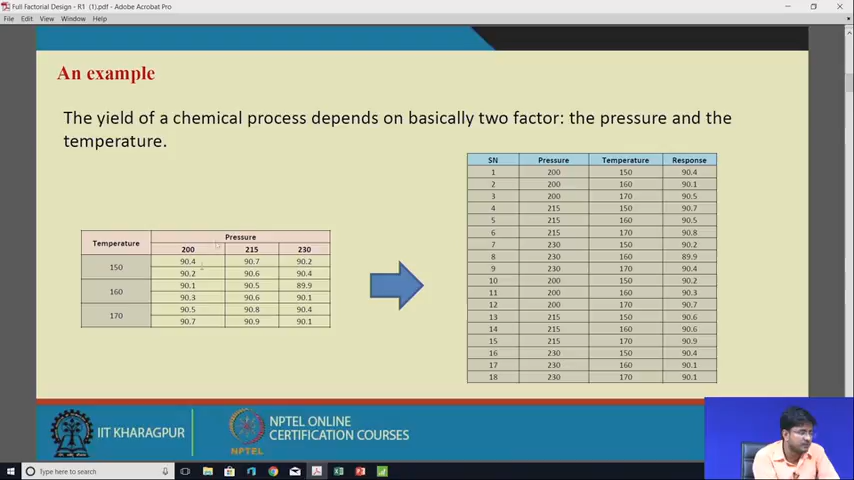 Full Factorial Design - R1 (1).pdf - Adobe Acrobat Pro
File Edit View Window Help
An example
The yield of a chemical process depends on basically two factor: the pressure and the
temperature.
Temperature Pressure
200 215 230
150 90.4 90.7 90.2
90.2 90.6 90.4
160 90.1 90.5 89.9
90.3 90.6 90.1
170 90.5 90.8 90.4
90.7 90.9 90.1
SN Pressure Temperature Response
1 200 150 90.4
2 200 160 90.1
3 200 170 90.5
4 215 150 90.7
5 215 160 90.5
6 215 170 90.8
7 230 150 90.2
8 230 160 89.9
9 230 170 90.4
10 200 150 90.2
11 200 160 90.3
12 200 170 90.7
13 215 150 90.6
14 215 160 90.6
15 215 170 90.9
16 230 150 90.4
17 230 160 90.1
18 230 170 90.1
IIT KHARAGPUR
NPTEL
NPTEL ONLINE
CERTIFICATION COURSES
Type here to search